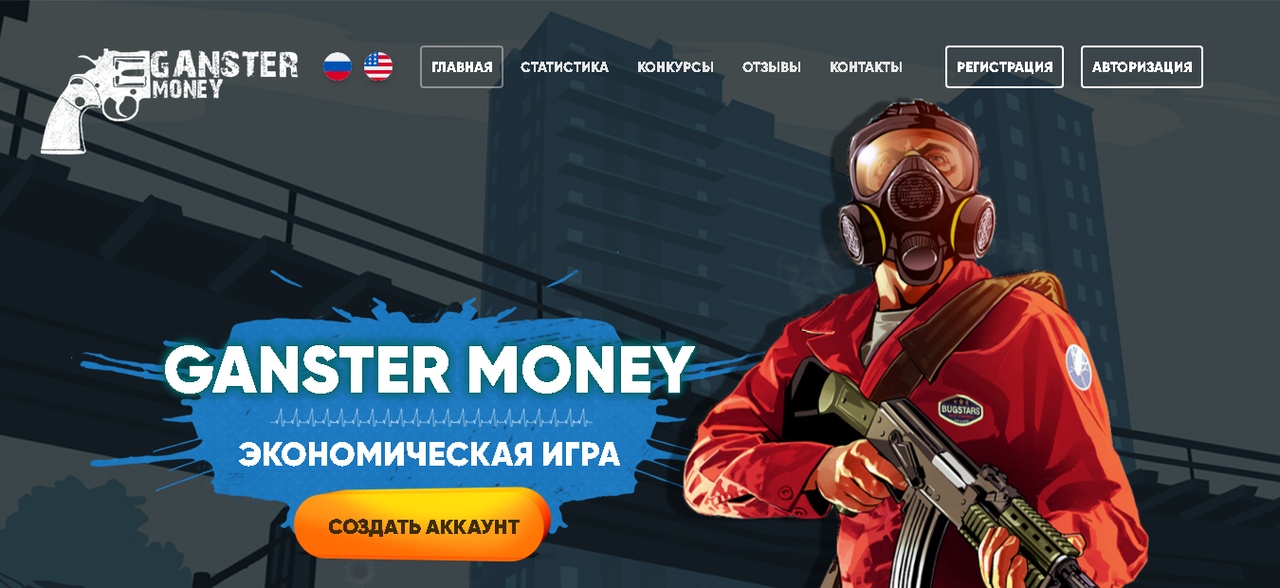 GANSTER
MONEY
ГЛАВНАЯ СТАТИСТИКА КОНКУРСЫ ОТЗЫВЫ КОНТАКТЫ РЕГИСТРАЦИЯ АВТОРИЗАЦИЯ
GANSTER MONEY
ЭКОНОМИЧЕСКАЯ ИГРА
СОЗДАТЬ АККАУНТ
BUGSTARS